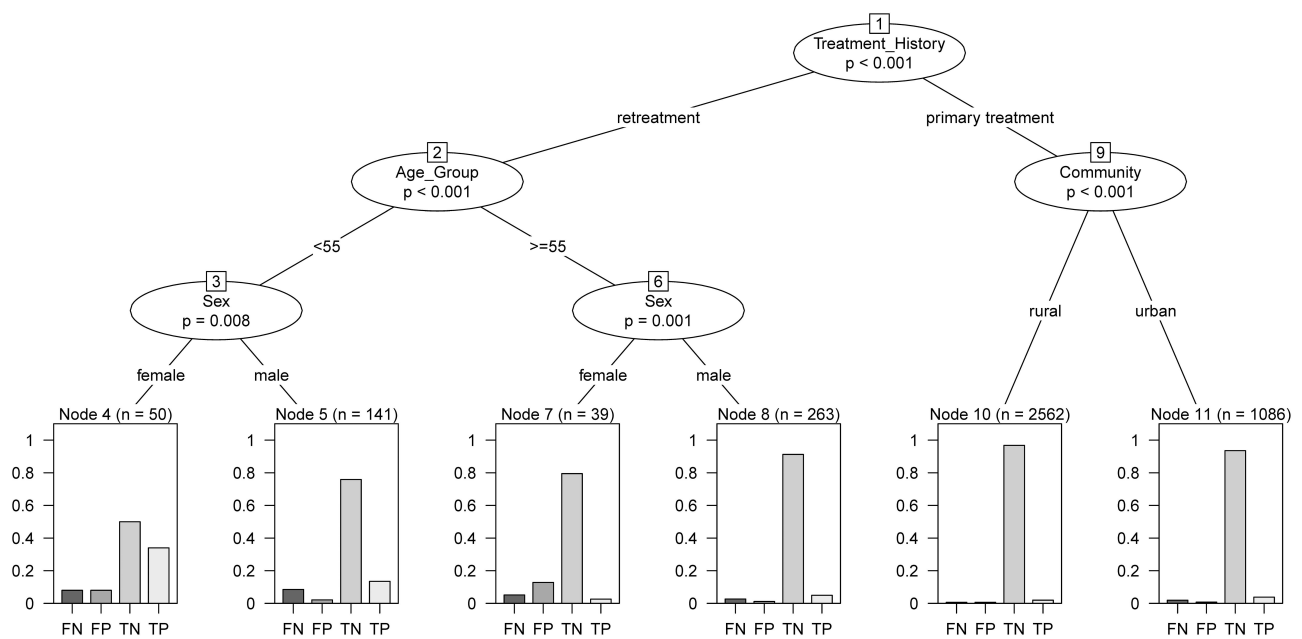 1
Treatment_History
p < 0.001
retreatment
primary treatment
2
Age_Group
p < 0.001
9
Community
p < 0.001
<55
>=55
3
Sex
p = 0.008
6
Sex
p = 0.001
rural
urban
female
male
female
male
Node 4 (n = 50)
Node 5 (n = 141)
Node 7 (n = 39)
Node 8 (n = 263)
Node 10 (n = 2562)
Node 11 (n = 1086)
1
0.8
0.6
0.4
0.2
0
FN FP TN TP
1
0.8
0.6
0.4
0.2
0
FN FP TN TP
1
0.8
0.6
0.4
0.2
0
FN FP TN TP
1
0.8
0.6
0.4
0.2
0
FN FP TN TP
1
0.8
0.6
0.4
0.2
0
FN FP TN TP
1
0.8
0.6
0.4
0.2
0
FN FP TN TP